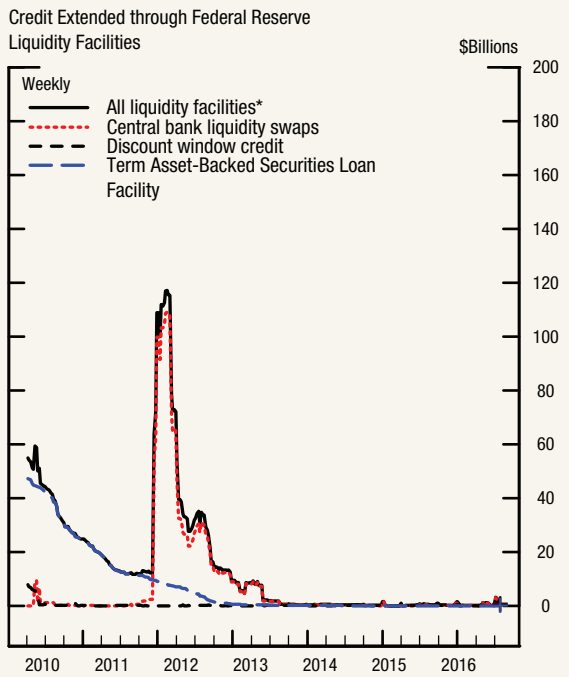 Credit Extended through Federal Reserve
Liquidity Facilities
$Billions
Weekly
All liquidity facilities*
Central bank liquidity swaps
Discount window credit
Term Asset-Backed Securities Loan
Facility
200
180
160
140
120
100
80
60
40
20
0
2010 2011 2012 2013 2014 2015 2016